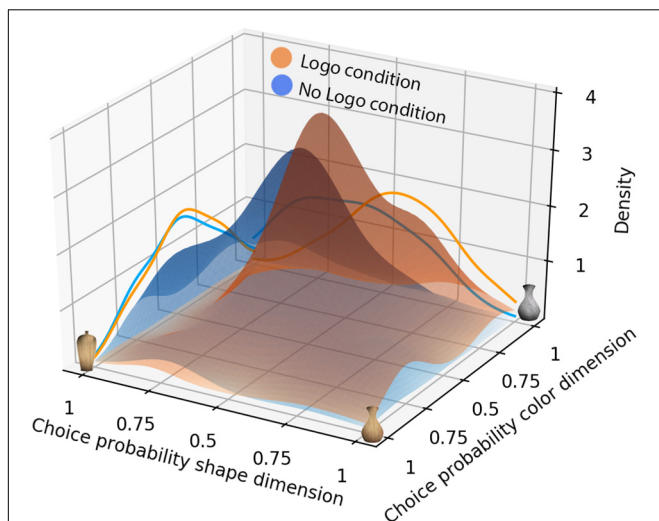 Logo condition
No Logo condition
4
3
2
1
Density
1
0.75
0.5
0.75
1
Choice probability shape dimension
1
0.75
0.5
0.75
1
Choice probability color dimension